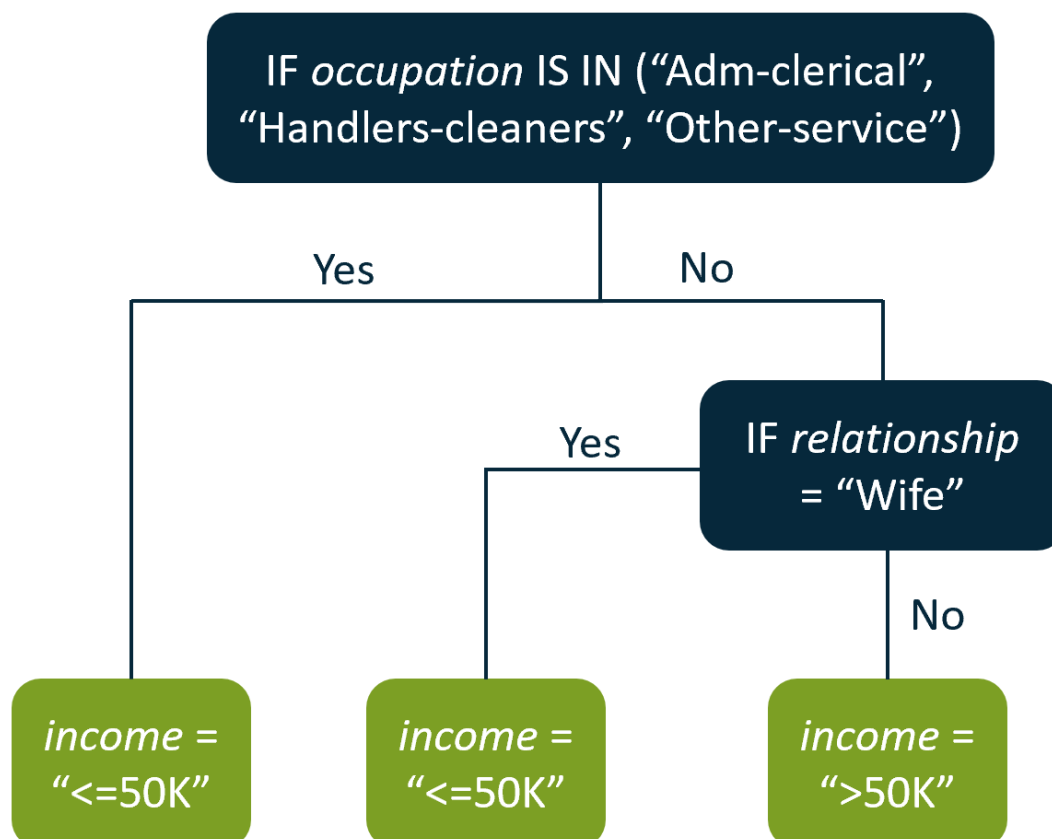 IF occupation IS IN (“Adm-clerical”,
“Handlers-cleaners”, “Other-service”)
Yes
No
IF relationship
= “Wife”
Yes
No
income =
“<=50K”
income =
“<=50K”
income =
“>50K”